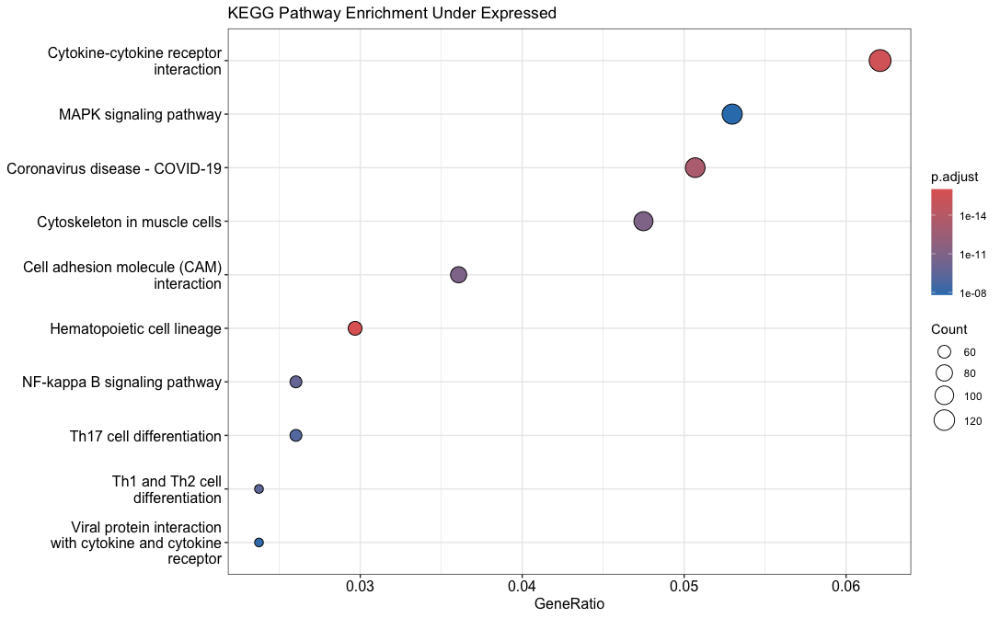 KEGG Pathway Enrichment Under Expressed
Cytokine-cytokine receptor
interaction
MAPK signaling pathway
Coronavirus disease - COVID-19
Cytoskeleton in muscle cells
Cell adhesion molecule (CAM)
interaction
Hematopoietic cell lineage
NF-kappa B signaling pathway
Th17 cell differentiation
Th1 and Th2 cell
differentiation
Viral protein interaction
with cytokine and cytokine
receptor
0.03
0.04
0.05
0.06
GeneRatio
p.adjust
1e-14
1e-11
1e-08
Count
60
80
100
120